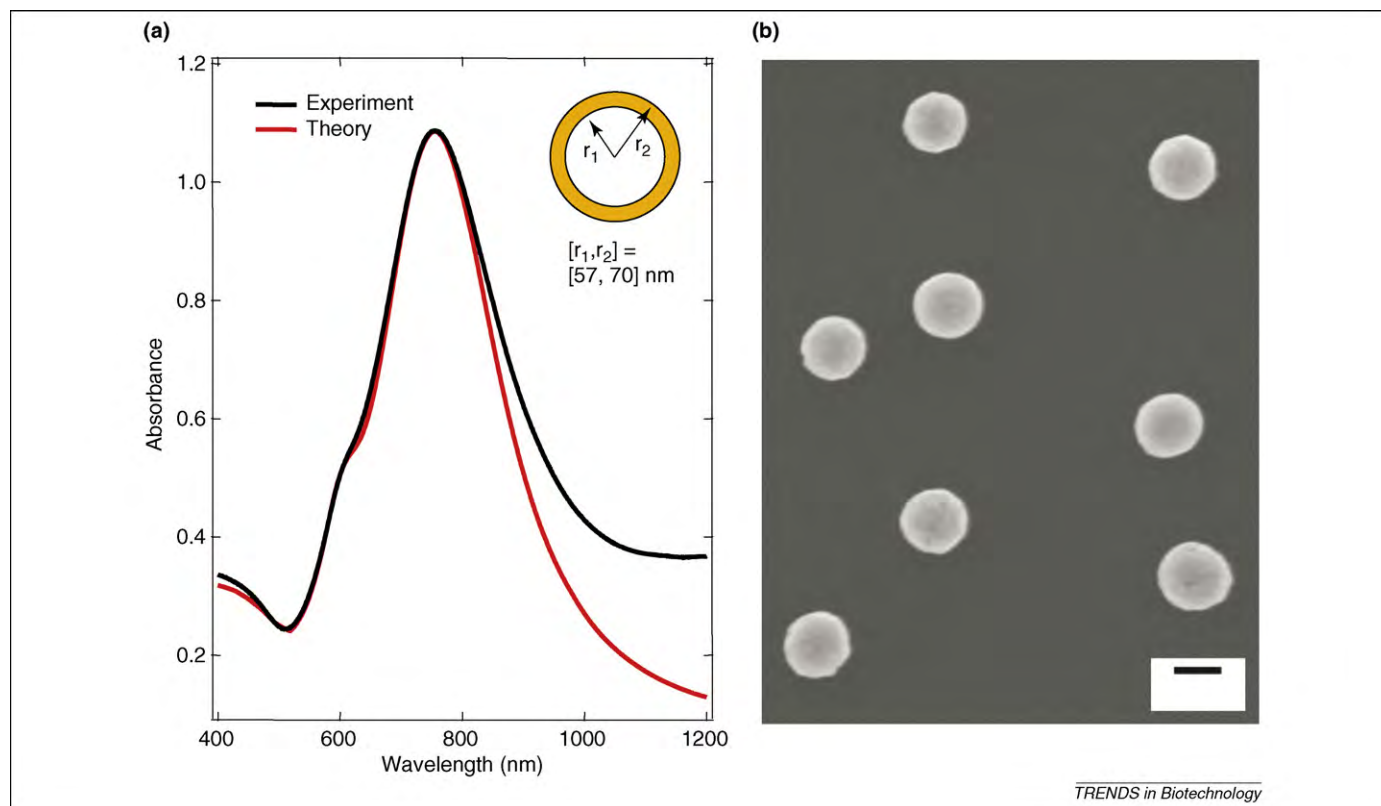 (a)
1.2
1.0
0.8
0.6
0.4
0.2
Absorbance
Experiment
Theory
r1
r2
[r1,r2] =
[57, 70] nm
400
600
800
1000
1200
Wavelength (nm)
(b)
TRENDS in Biotechnology